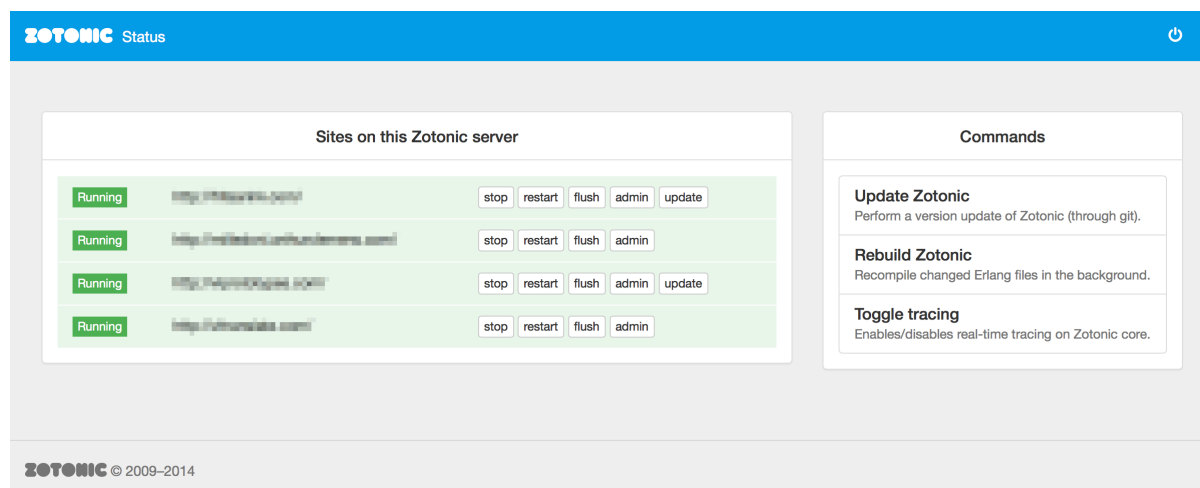 ZOTONIC Status
Sites on this Zotonic server
Running stop restart flush admin update
Running stop restart flush admin
Running stop restart flush admin update
Running stop restart flush admin
Commands
Update Zotonic
Perform a version update of Zotonic (through git).
Rebuild Zotonic
Recompile changed Erlang files in the background.
Toggle tracing
Enables/disables real-time tracing on Zotonic core.
ZOTONIC © 2009–2014